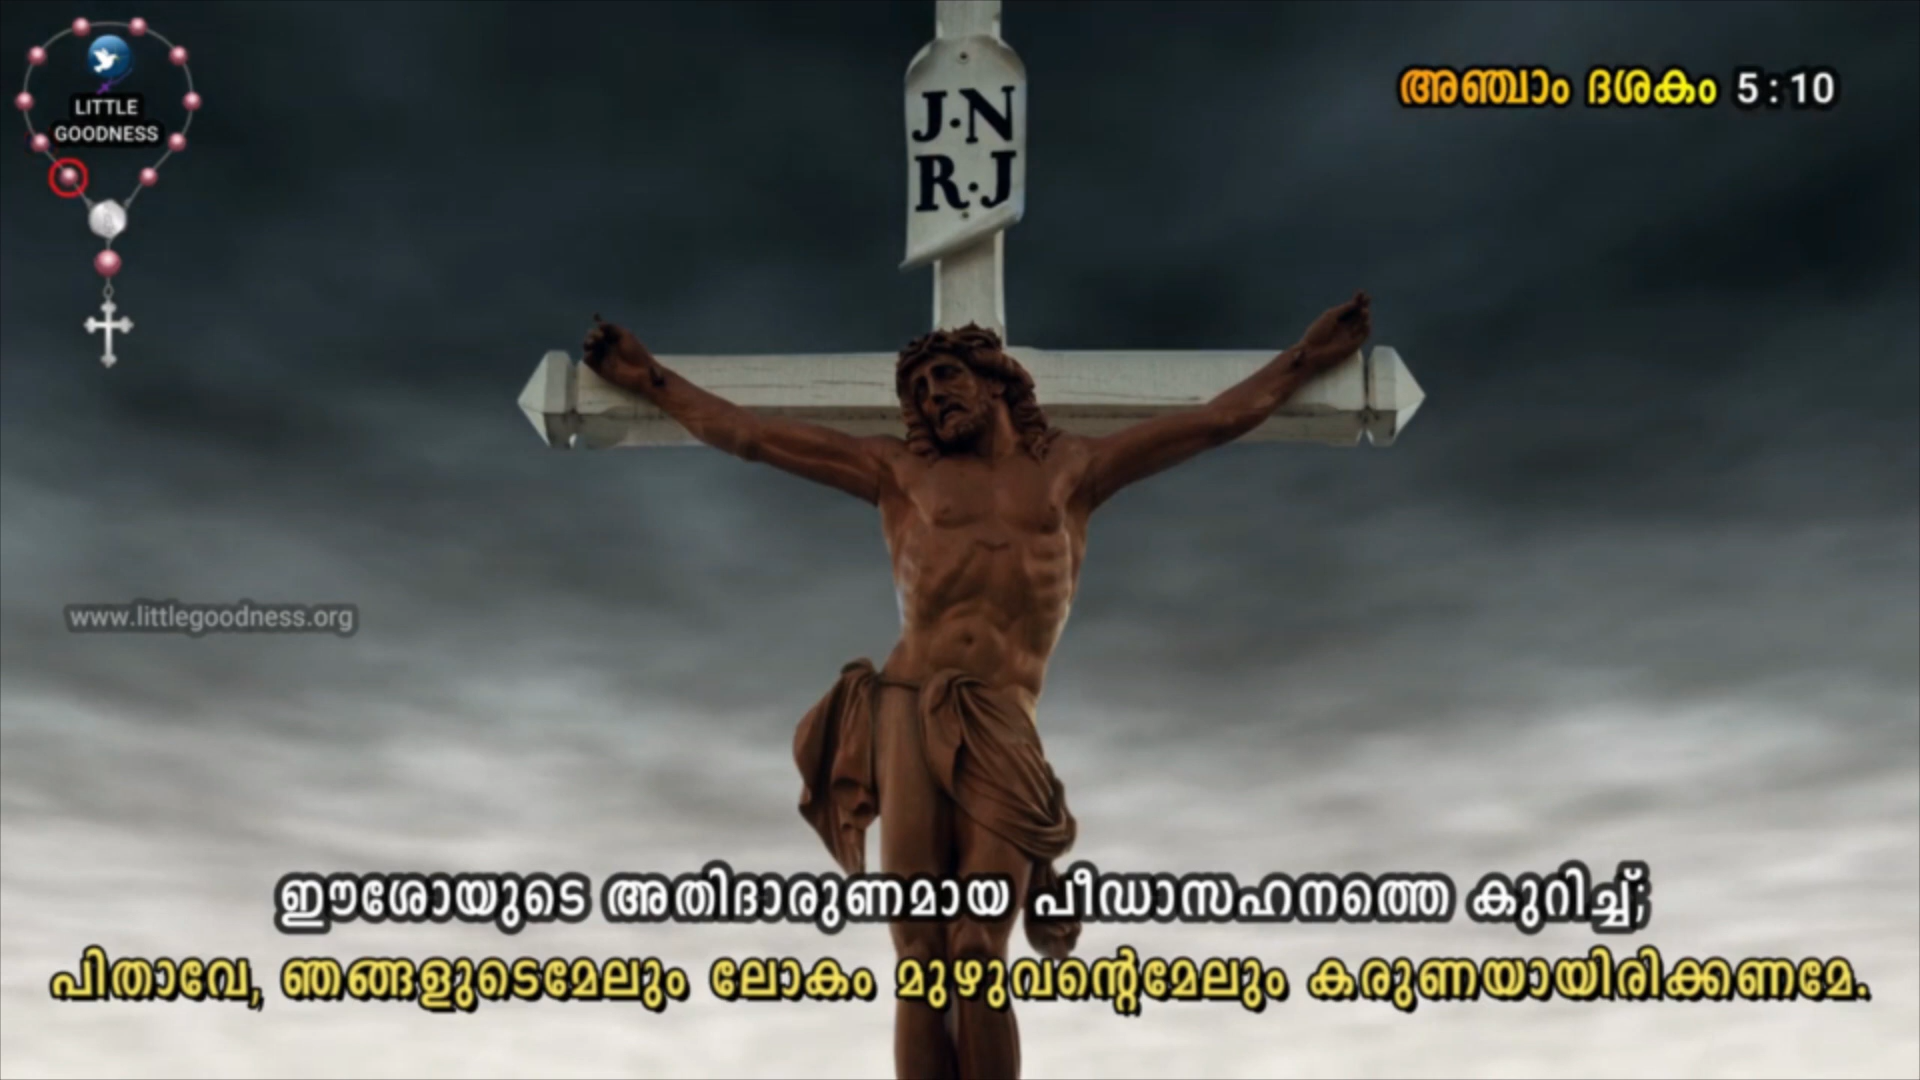 LITTLE
GOODNESS
അഞ്ചാം ദശകം 5 : 10
J·N
R·J
www.littlegoodness.org
ഈശോയുടെ അതിദാരുണമായ പീഡാസഹനത്തെ കുറിച്ച്;
പിതാവേ, ഞങ്ങളുടെമേലും ലോകം മുഴുവന്റെമേലും കരുണയായിരിക്കണമേ.